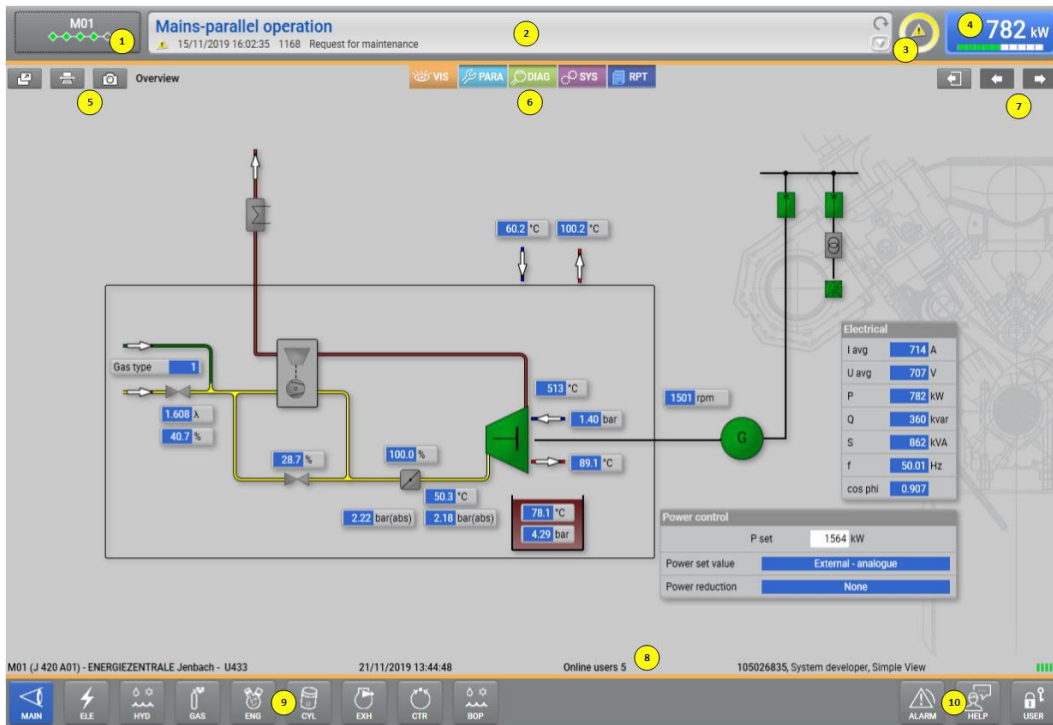 M01
1
Mains-parallel operation
15/11/2019 16:02:35 1168 Request for maintenance
2
3
4
782 kW
5
Overview
VIS PARA DIAG SYS RPT
6
7
60.2 °C 100.2 °C
Gas type 1
1.608 λ
40.7 %
28.7 %
100.0 %
50.3 °C
2.22 bar(abs) 2.18 bar(abs)
513 °C
1.40 bar
89.1 °C
78.1 °C
4.29 bar
1501 rpm
G
Electrical
I avg 714 A
U avg 707 V
P 782 kW
Q 360 kvar
S 862 kVA
f 50.01 Hz
cos phi 0.907
Power control
P set 1564 kW
Power set value External - analogue
Power reduction None
8
M01 (J 420 A01) - ENERGIEZENTRALE Jenbach - U433 21/11/2019 13:44:48 Online users 5 105026835, System developer, Simple View
MAIN ELE HYD GAS ENG 9 CYL EXH CTR BOP ALARM 10 HELP USER